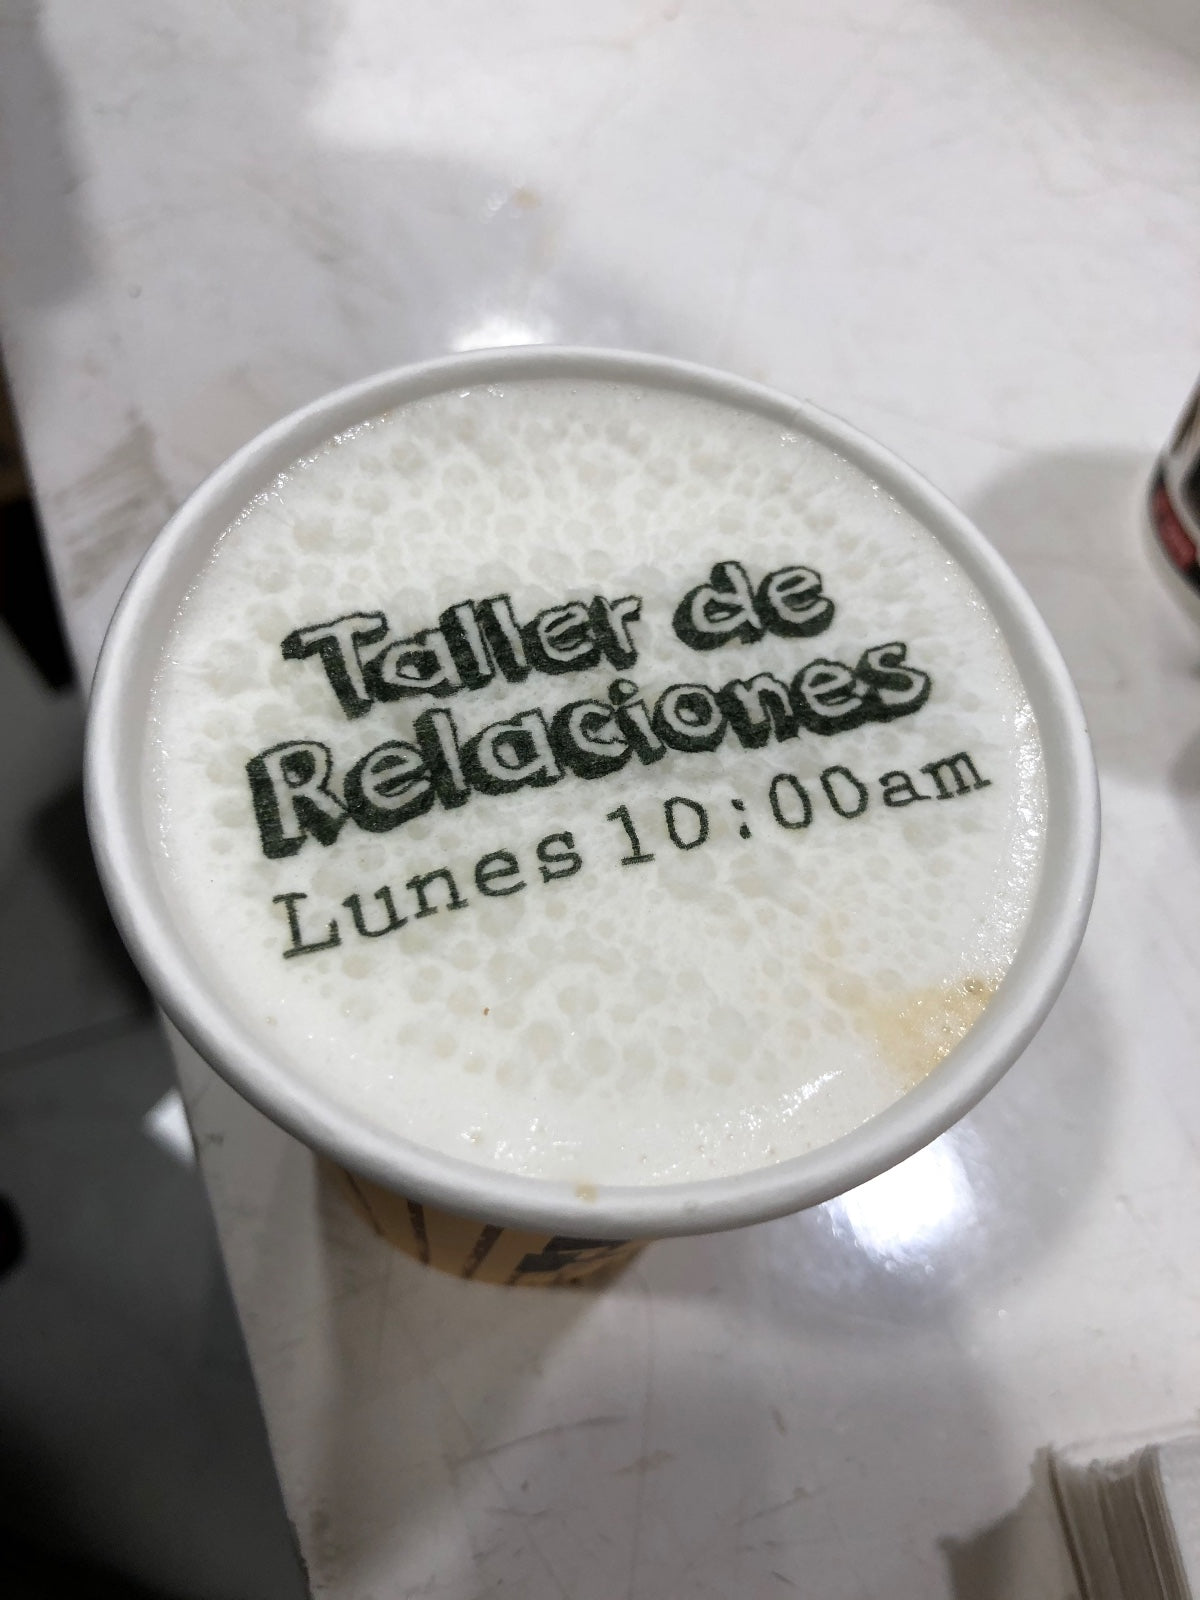 Taller de
Relaciones
Lunes 10:00am